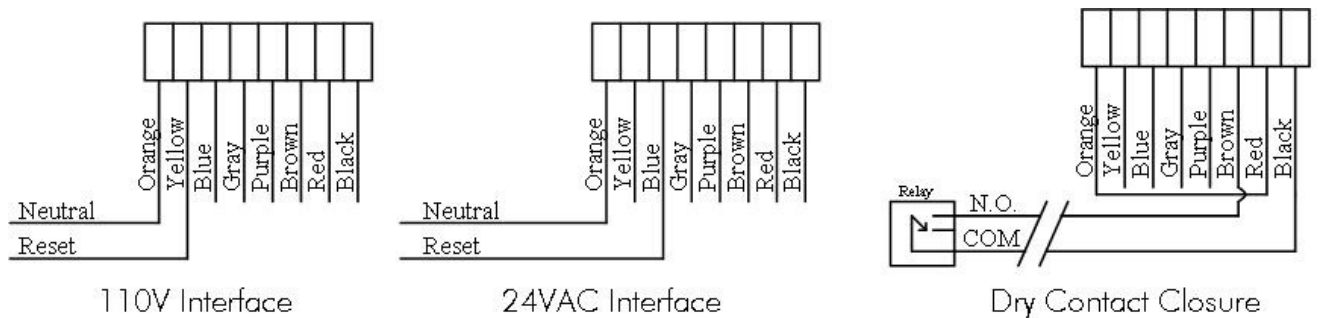 Orange
Yellow
Blue
Gray
Purple
Brown
Red
Black
Neutral
Reset
110V Interface
Orange
Yellow
Blue
Gray
Purple
Brown
Red
Black
Neutral
Reset
24VAC Interface
Orange
Yellow
Blue
Gray
Purple
Brown
Red
Black
Relay
N.O.
COM
Dry Contact Closure